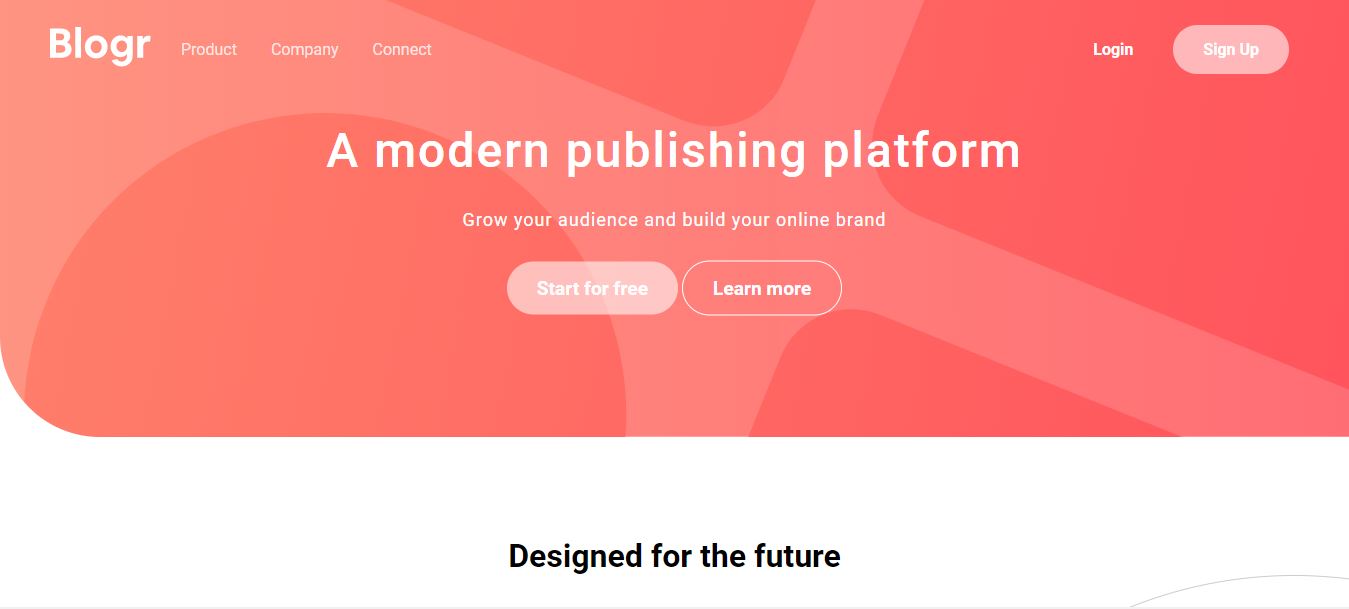 Blogr Product Company Connect Login Sign Up
A modern publishing platform
Grow your audience and build your online brand
Start for free Learn more
Designed for the future